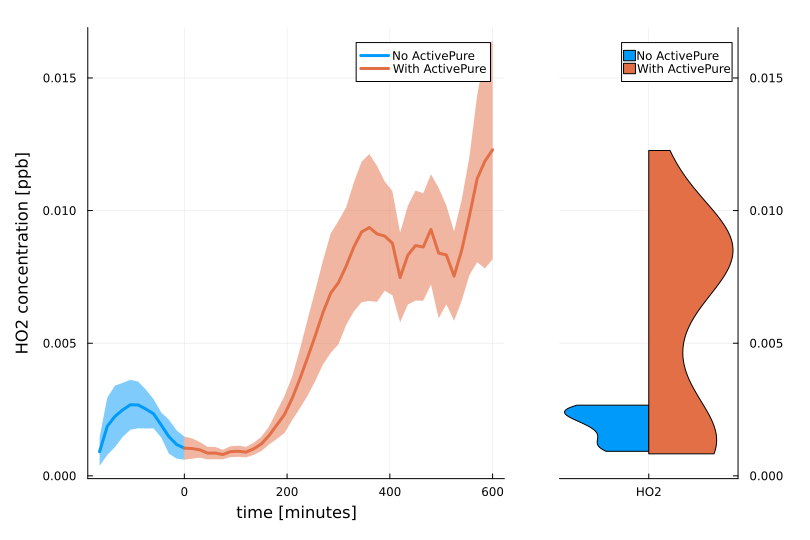 No ActivePure
With ActivePure
HO2 concentration [ppb]
0.015
0.010
0.005
0.000
0
200
400
600
time [minutes]
No ActivePure
With ActivePure
0.015
0.010
0.005
0.000
HO2